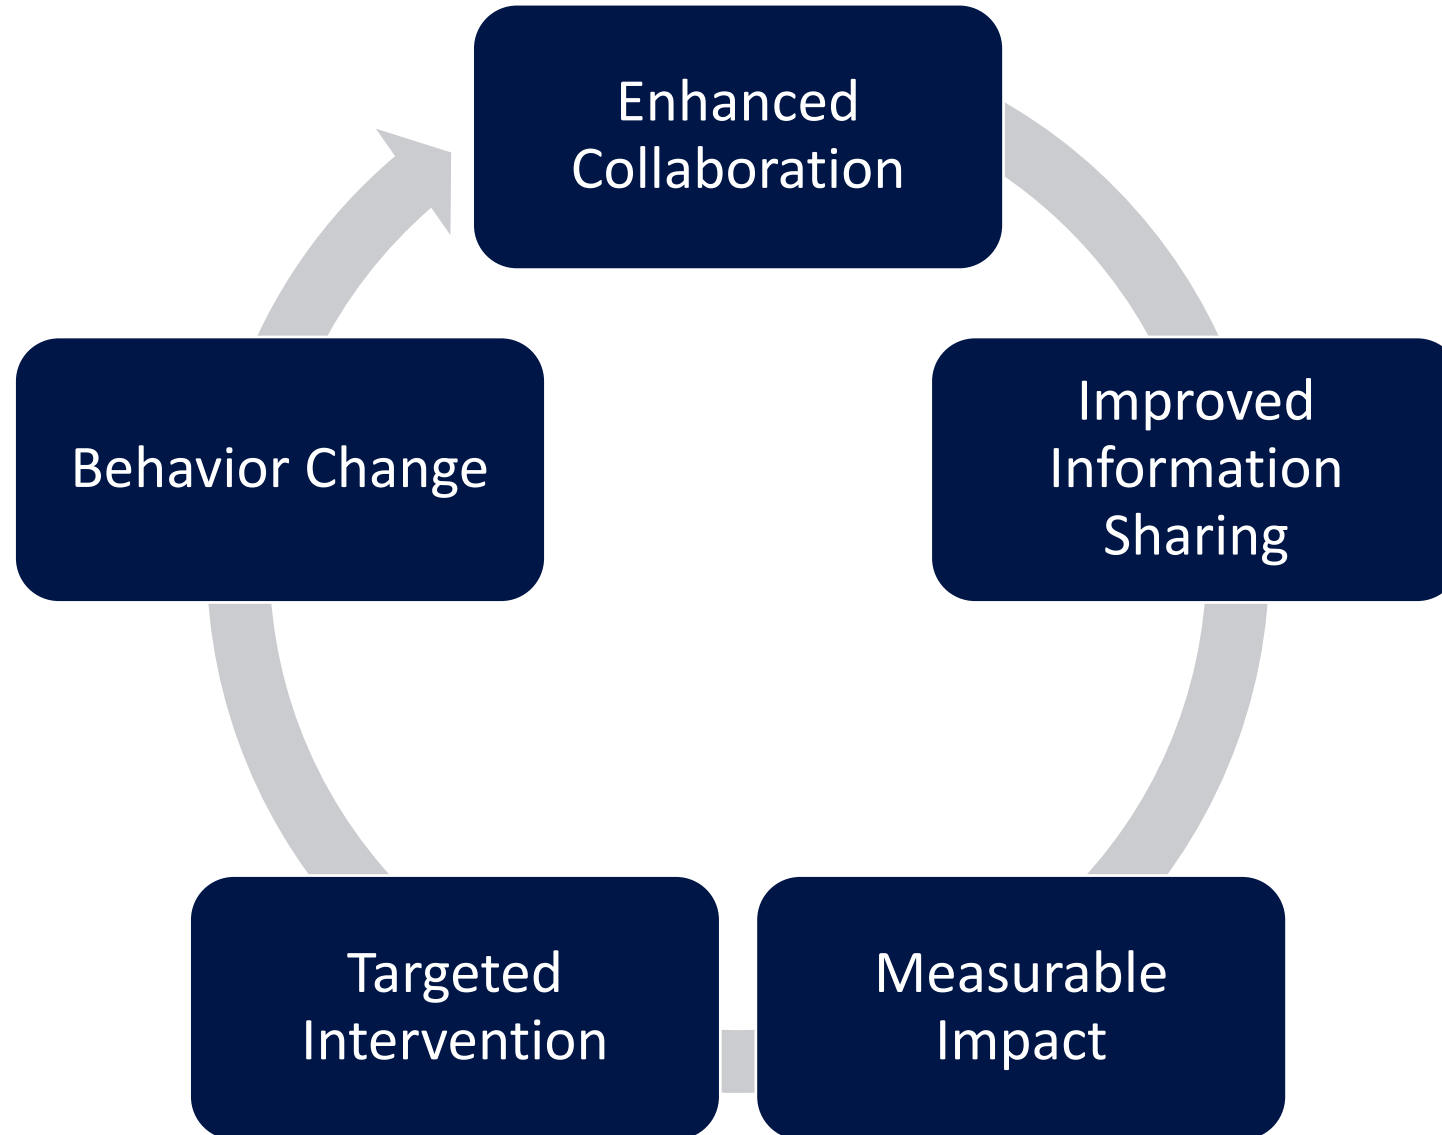 Enhanced
Collaboration
Improved
Information
Sharing
Measurable
Impact
Targeted
Intervention
Behavior Change